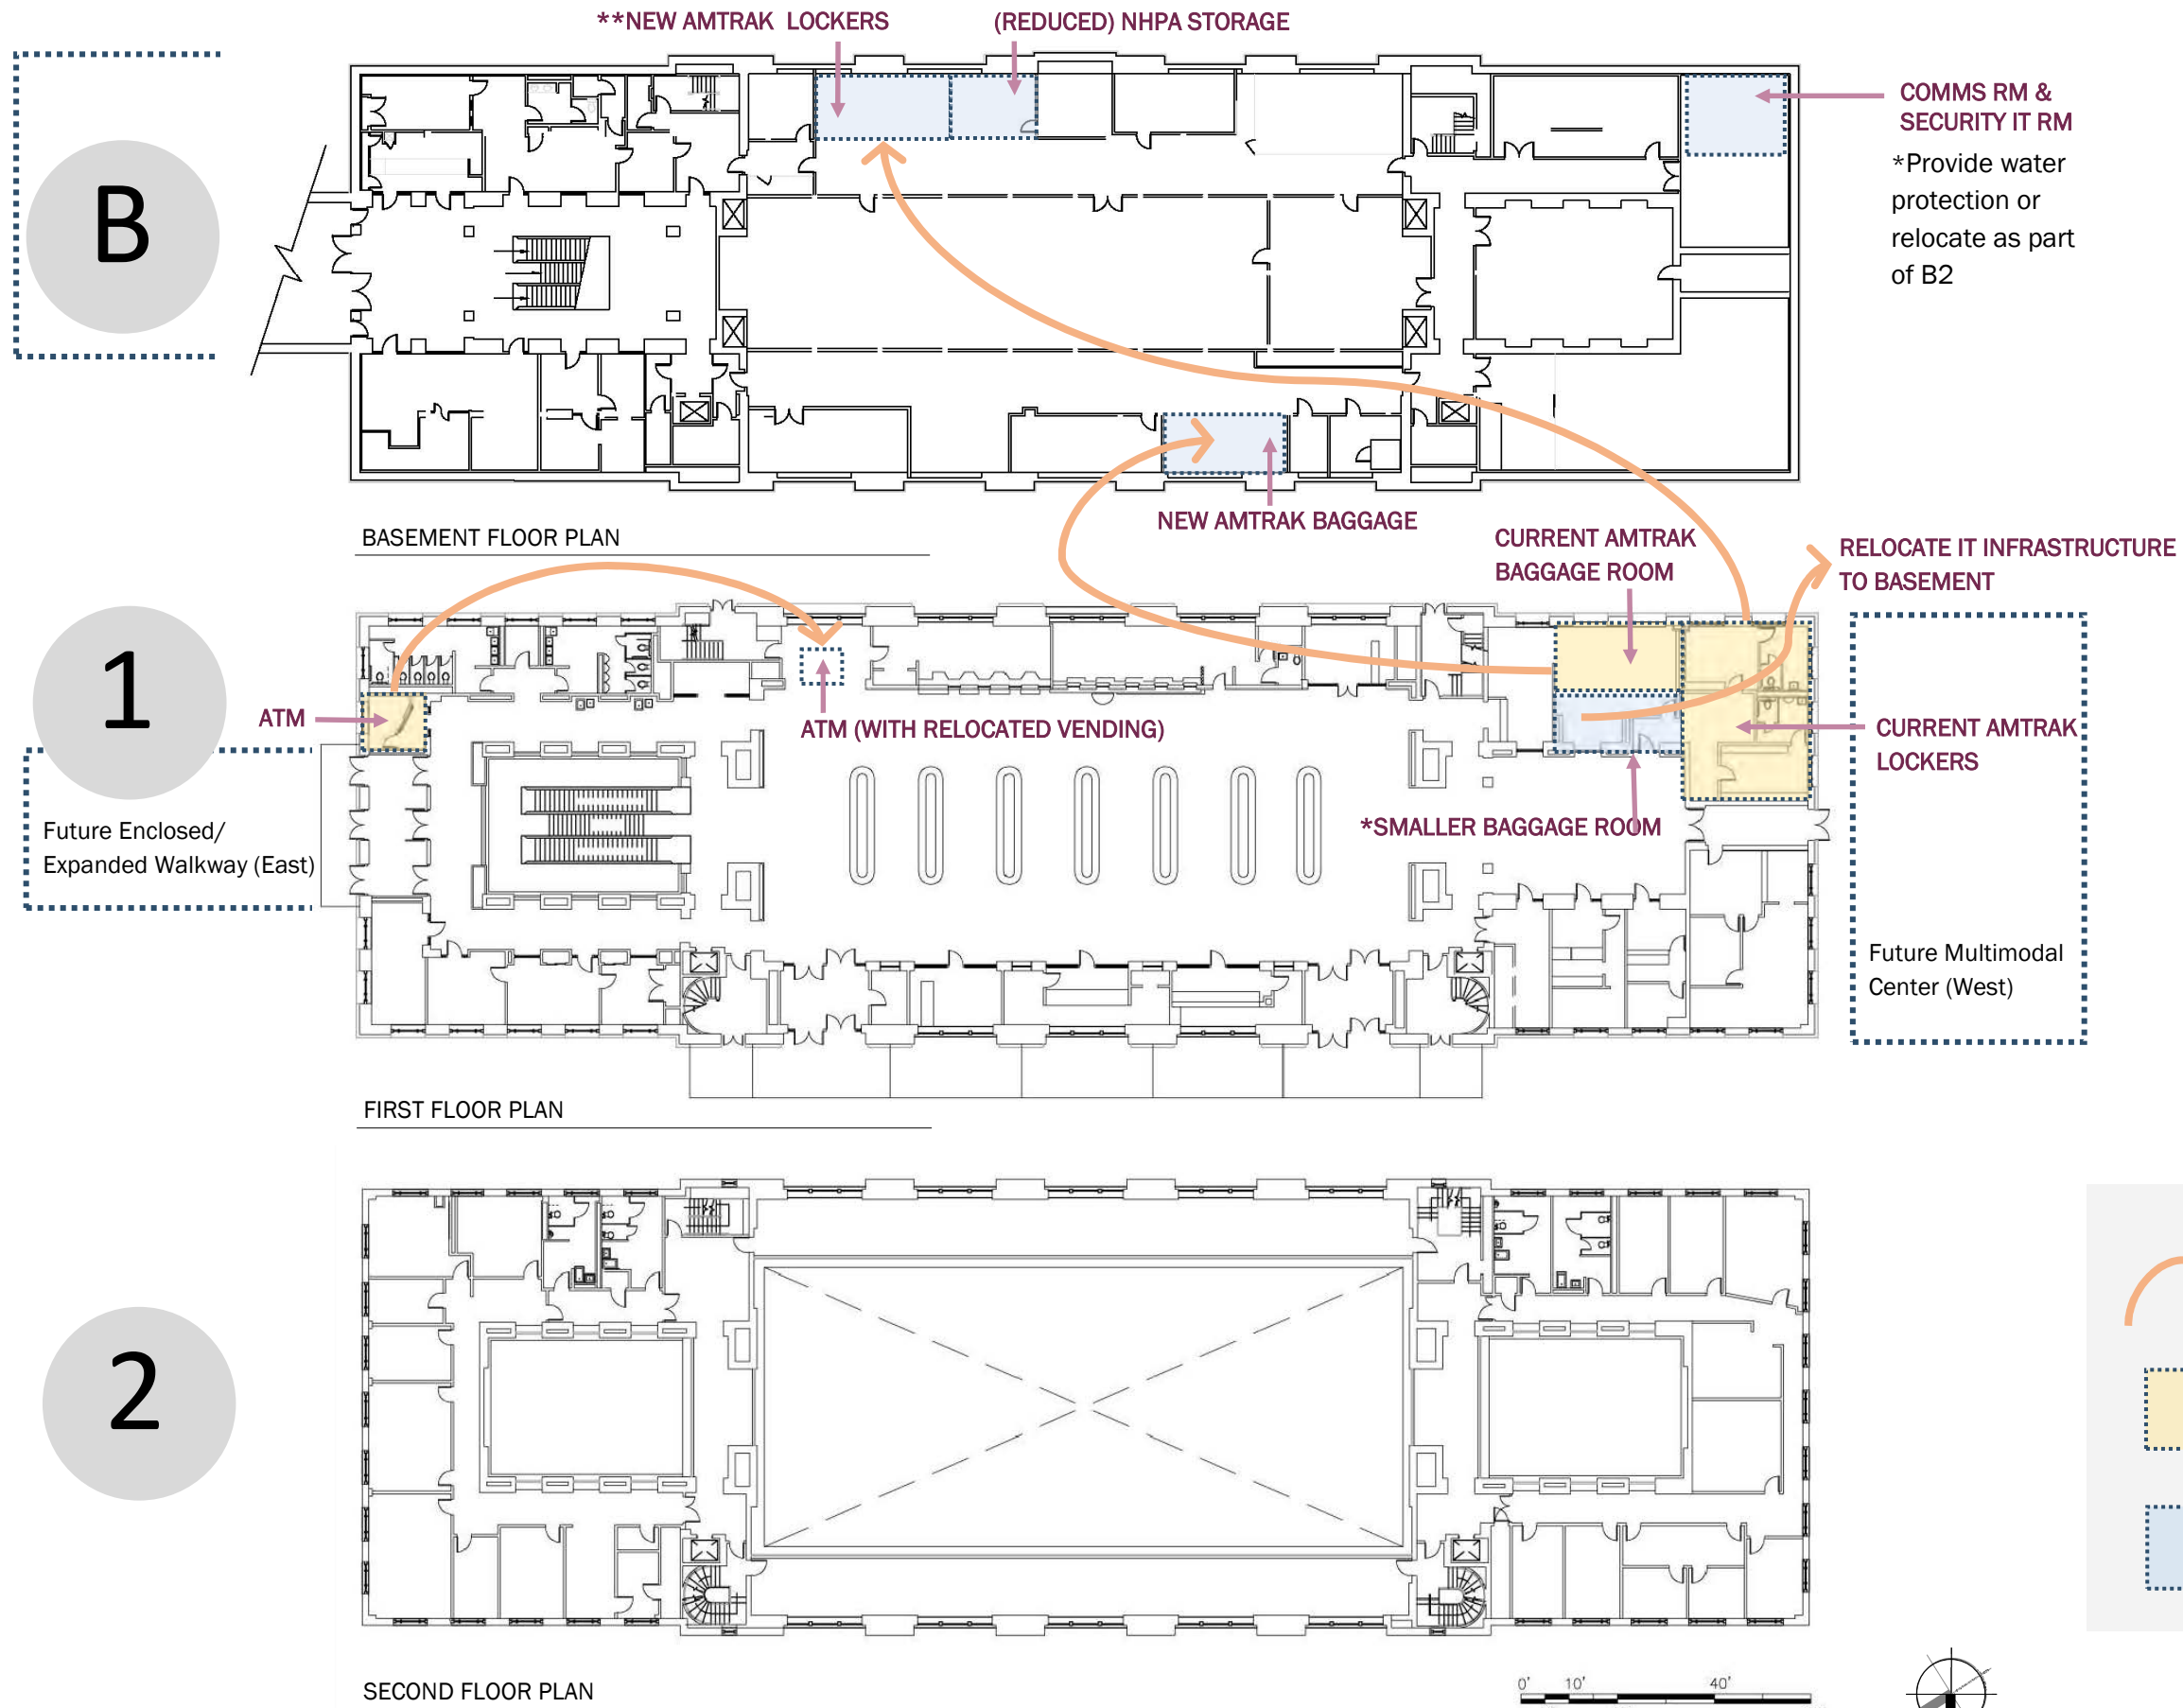 **NEW AMTRAK LOCKERS
(REDUCED) NHPA STORAGE
B
COMMS RM &
SECURITY IT RM
*Provide water
protection or
relocate as part
of B2
NEW AMTRAK BAGGAGE
BASEMENT FLOOR PLAN
CURRENT AMTRAK
BAGGAGE ROOM
RELOCATE IT INFRASTRUCTURE
TO BASEMENT
1
ATM
ATM (WITH RELOCATED VENDING)
CURRENT AMTRAK
LOCKERS
*SMALLER BAGGAGE ROOM
Future Enclosed/
Expanded Walkway (East)
Future Multimodal
Center (West)
FIRST FLOOR PLAN
2
SECOND FLOOR PLAN
0' 10' 40'